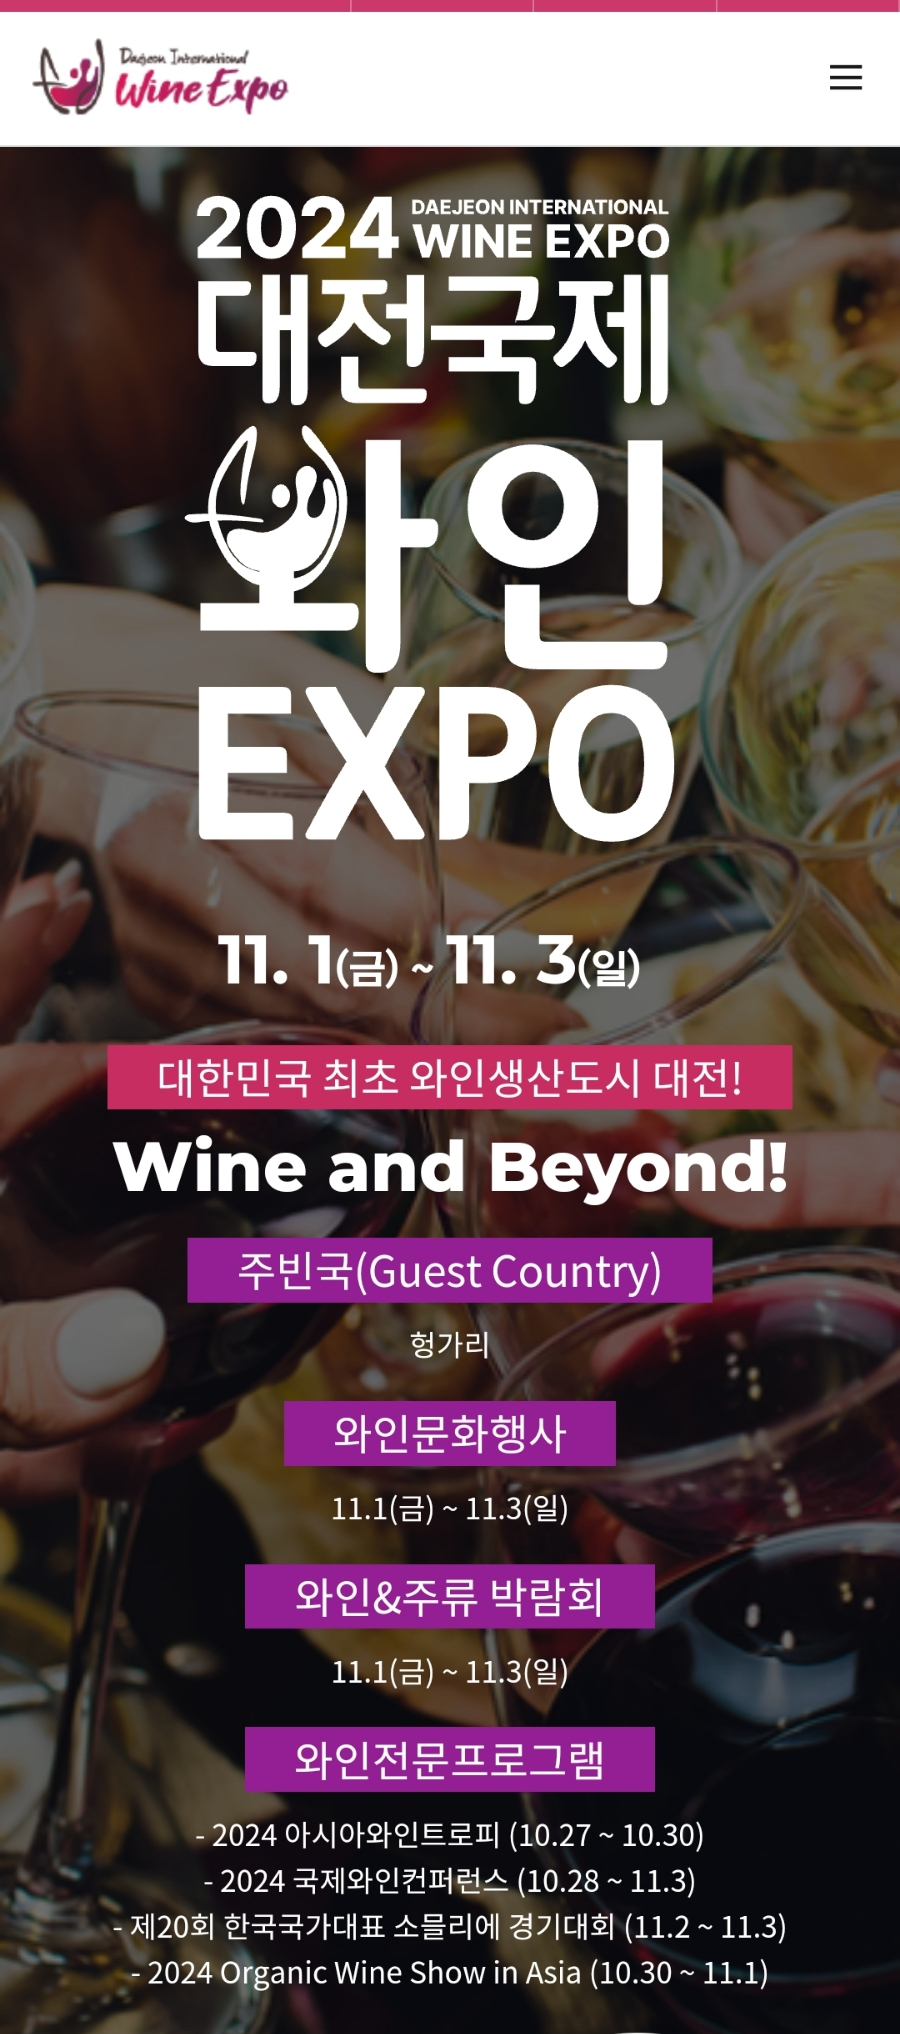 Daejeon International
Wine Expo
2024 DAEJEON INTERNATIONAL
WINE EXPO
대전국제
와인
EXPO
11. 1(금) ~ 11. 3(일)
대한민국 최초 와인생산도시 대전!
Wine and Beyond!
주빈국(Guest Country)
헝가리
와인문화행사
11.1(금) ~ 11.3(일)
와인&주류 박람회
11.1(금) ~ 11.3(일)
와인전문프로그램
- 2024 아시아와인트로피 (10.27 ~ 10.30)
- 2024 국제와인컨퍼런스 (10.28 ~ 11.3)
- 제20회 한국국가대표 소믈리에 경기대회 (11.2 ~ 11.3)
- 2024 Organic Wine Show in Asia (10.30 ~ 11.1)